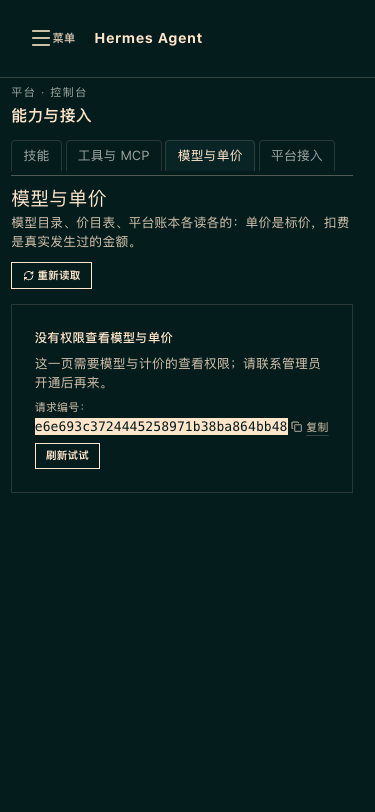 菜单 Hermes Agent
平台 · 控制台
能力与接入
技能 工具与 MCP 模型与单价 平台接入
模型与单价
模型目录、价目表、平台账本各读各的：单价是标价，扣费
是真实发生过的金额。
重新读取
没有权限查看模型与单价
这一页需要模型与计价的查看权限；请联系管理员
开通后再来。
请求编号：
e6e693c3724445258971b38ba864bb48 复制
刷新试试